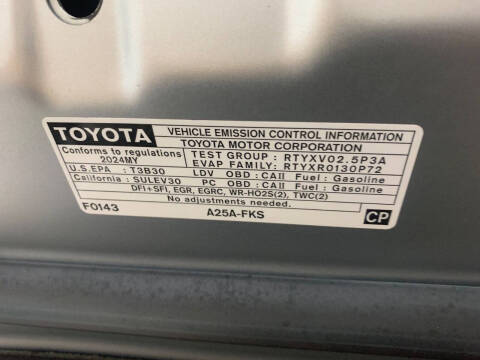 TOYOTA VEHICLE EMISSION CONTROL INFORMATION
TOYOTA MOTOR CORPORATION
Conforms to regulations 2024MY
TEST GROUP : RTYXV02.5P3A
EVAP FAMILY: RTYXR0130P72
U.S.EPA : T3B30 LDV OBD : CAII Fuel : Gasoline
California : SULEV30 PC OBD : CAII Fuel : Gasoline
DFI+SFI, EGR, EGRC, WR-HO2S(2), TWC(2)
No adjustments needed.
F0143 A25A-FKS CP